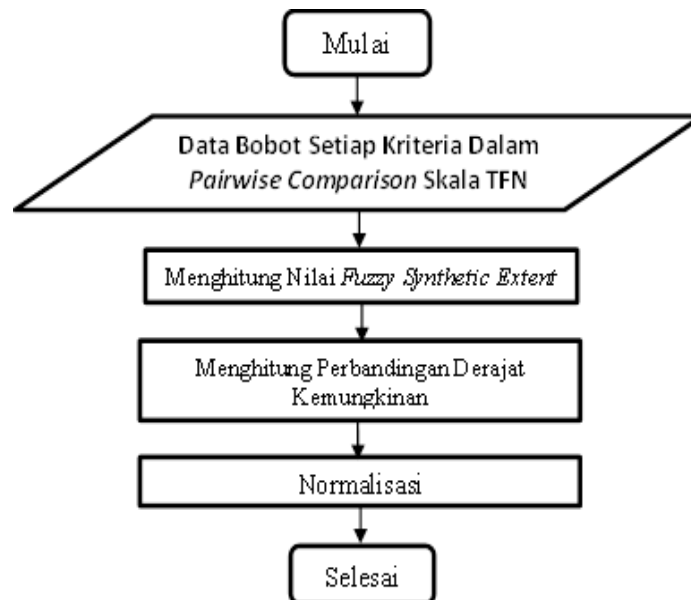 Mulai
Data Bobot Setiap Kriteria Dalam
Pairwise Comparison Skala TFN
Menghitung Nilai Fuzzy Synthetic Extent
Menghitung Perbandingan Derajat
Kemungkinan
Normalisasi
Selesai